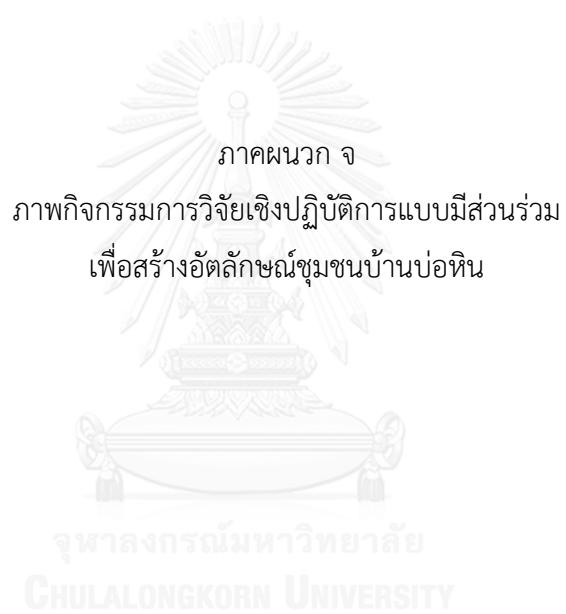 ภาคผนวก จ
ภาพกิจกรรมการวิจัยเชิงปฏิบัติการแบบมีส่วนร่วม
เพื่อสร้างอัตลักษณ์ชุมชนบ้านบ่อหิน
จุฬาลงกรณ์มหาวิทยาลัย
CHULALONGKORN UNIVERSITY